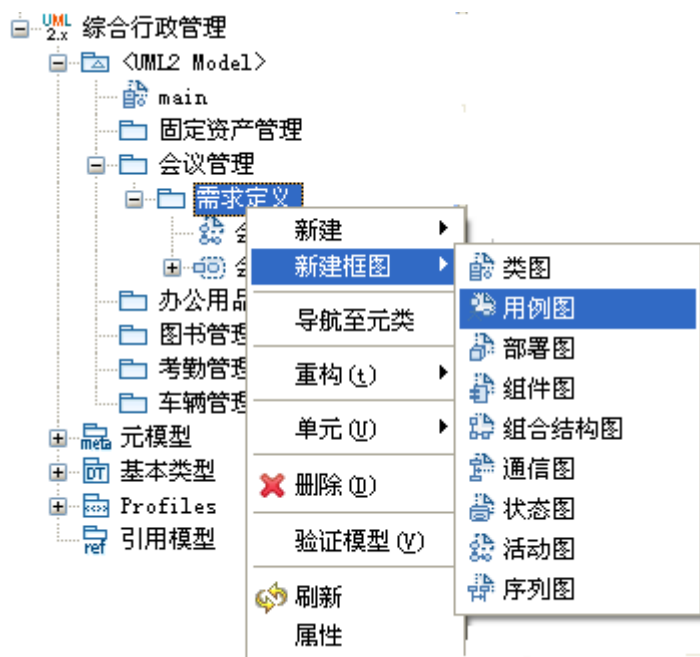 UML 2.x 综合行政管理
<UML2 Model>
main
固定资产管理
会议管理
需求定义
办公用品
图书管理
考勤管理
车辆管理
meta 元模型
DT 基本类型
Profiles
ref 引用模型
新建
新建框图
导航至元类
重构(t)
单元(U)
删除(D)
验证模型(V)
刷新
属性
类图
用例图
部署图
组件图
组合结构图
通信图
状态图
活动图
序列图